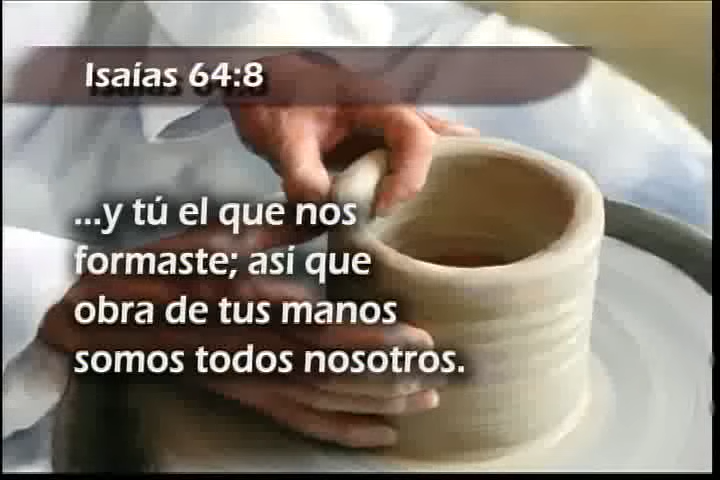 Isaías 64:8
...y tú el que nos
formaste; así que
obra de tus manos
somos todos nosotros.